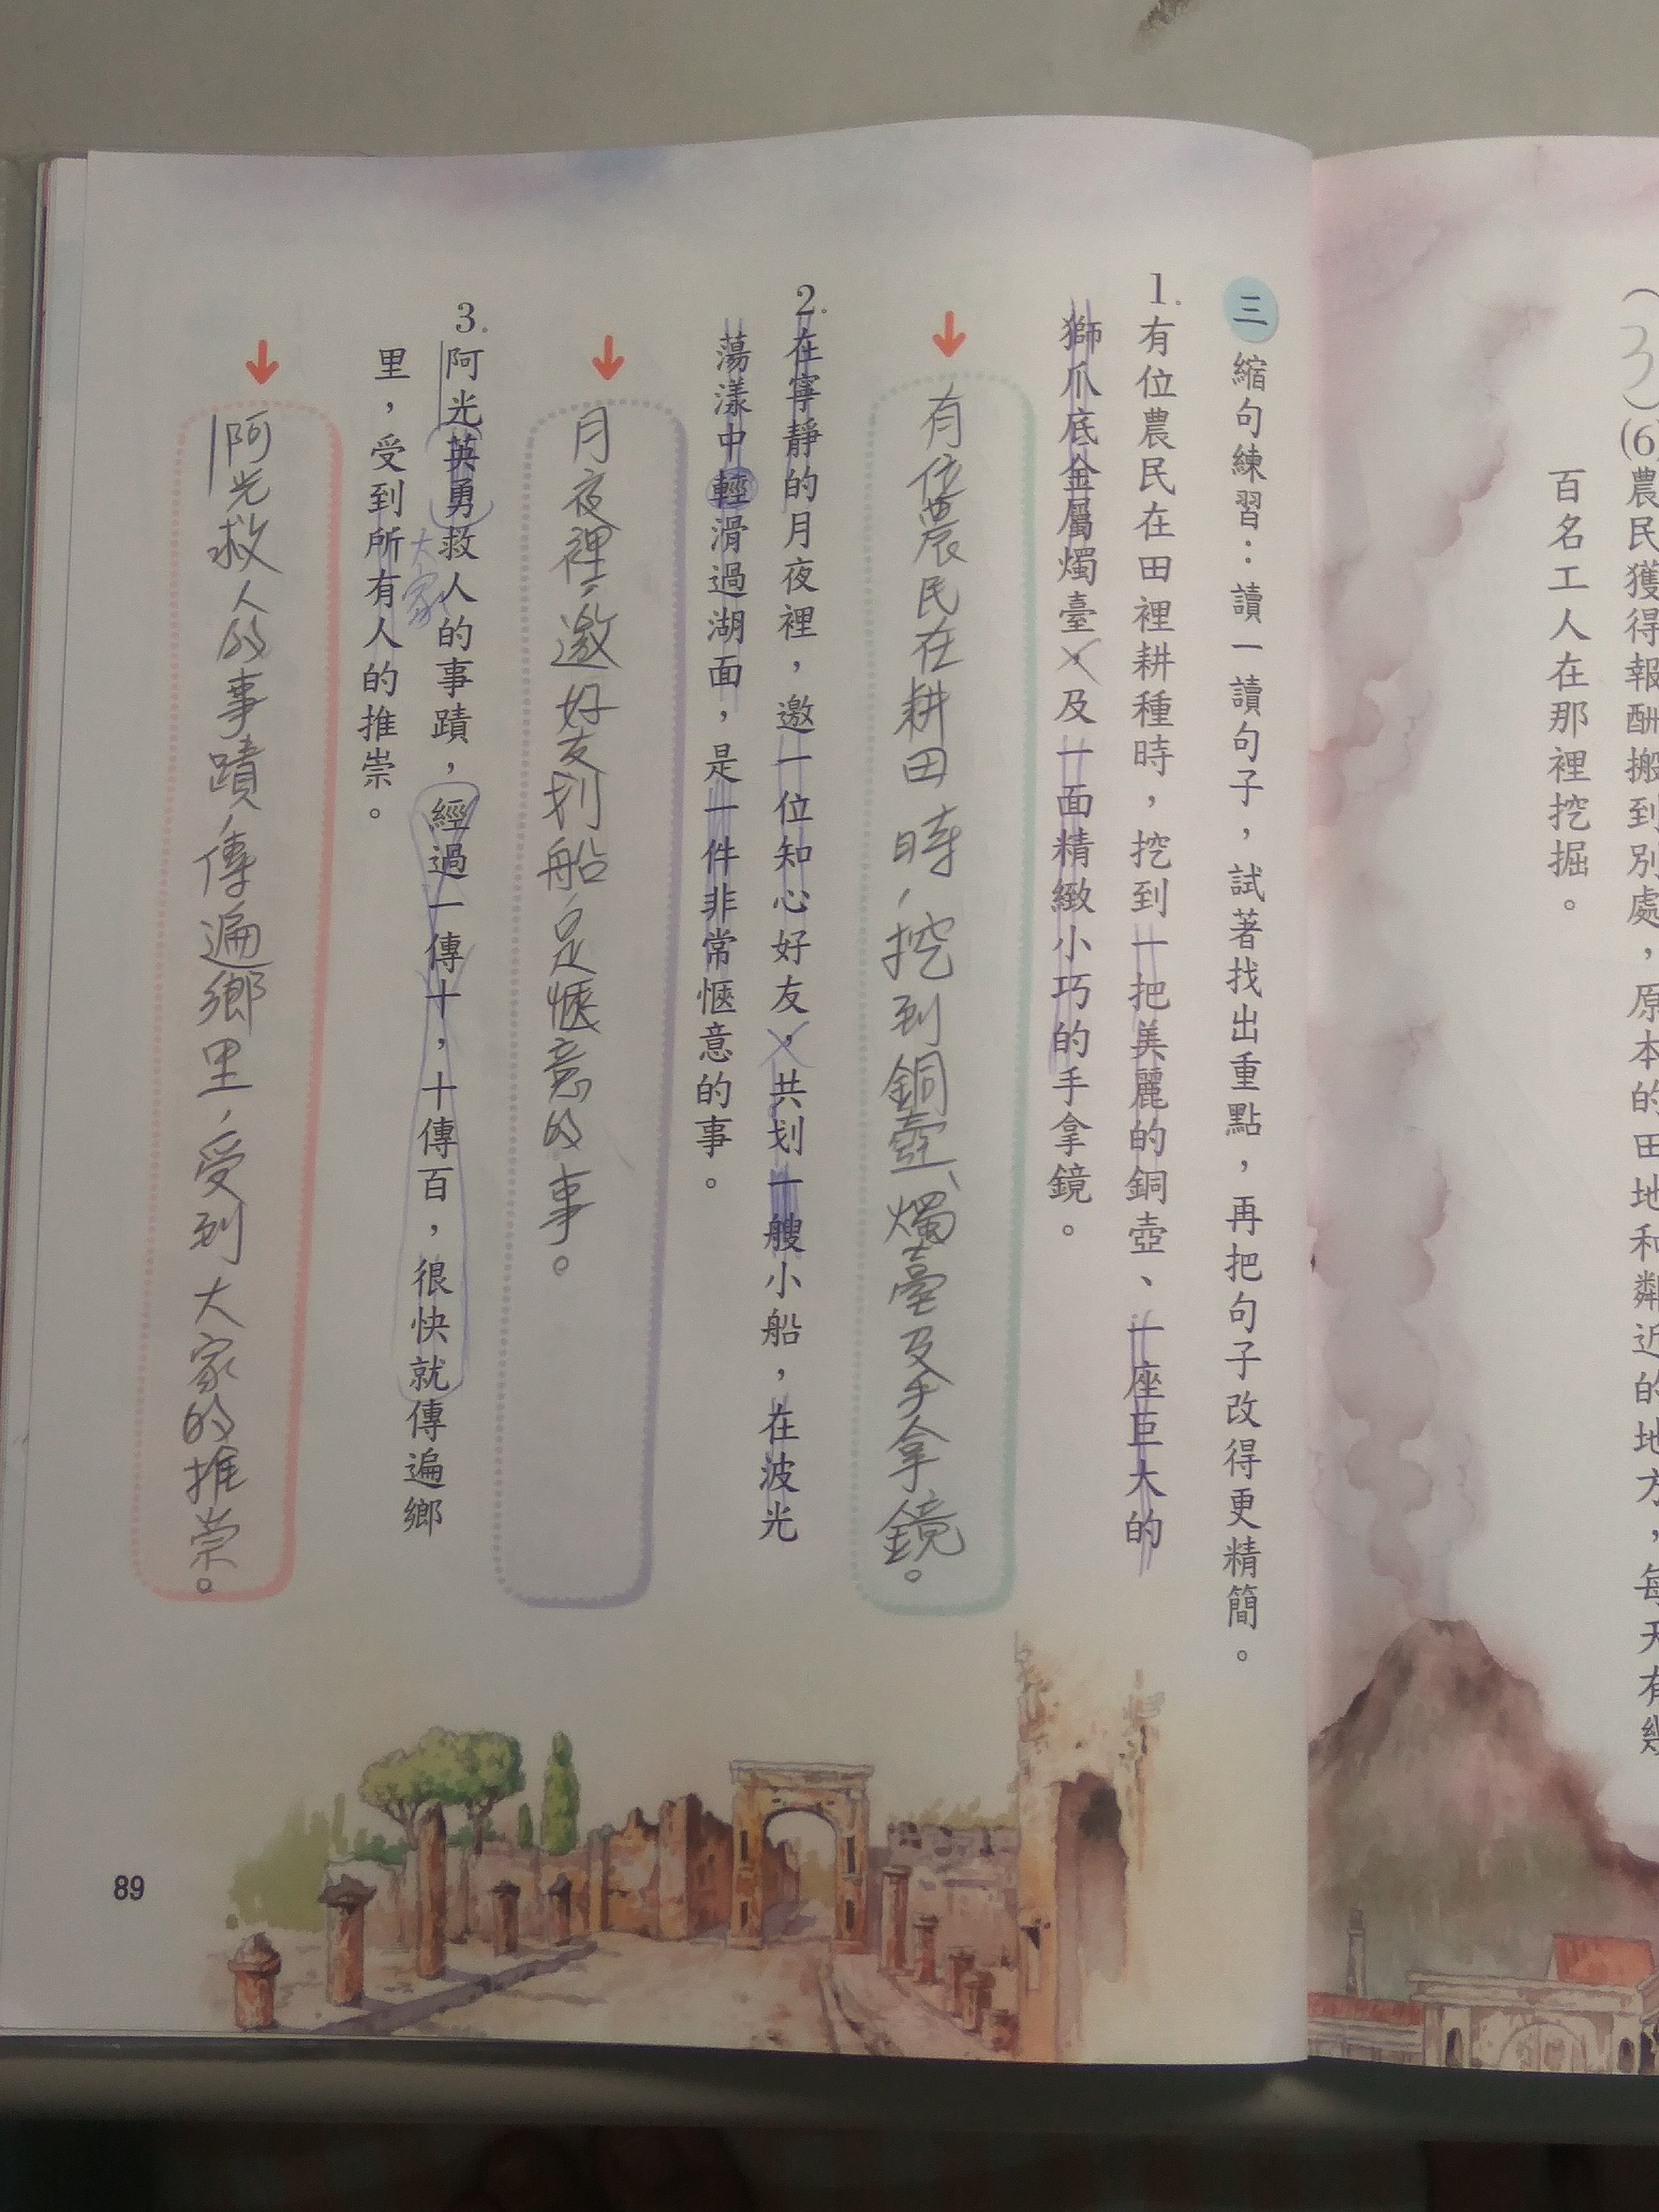 (3)(6)農民獲得報酬搬到別處，原本的田地和鄰近的地方，每天有幾
百名工人在那裡挖掘。
三 縮句練習：讀一讀句子，試著找出重點，再把句子改得更精簡。
1.有位農民在田裡耕種時，挖到一把美麗的銅壺、一座巨大的
獅爪底金屬燭臺，及一面精緻小巧的手拿鏡。
有位農民在耕田時，挖到銅壺、燭臺及手拿鏡。
2.在寧靜的月夜裡，邀一位知心好友，共划一艘小船，在波光
蕩漾中輕滑過湖面，是一件非常愜意的事。
月夜裡，邀好友划船，是愜意的事。
3.阿光英勇救人的事蹟，經過一傳十，十傳百，很快就傳遍鄉
大家
里，受到所有人的推崇。
阿光救人的事蹟，傳遍鄉里，受到大家的推崇。
89